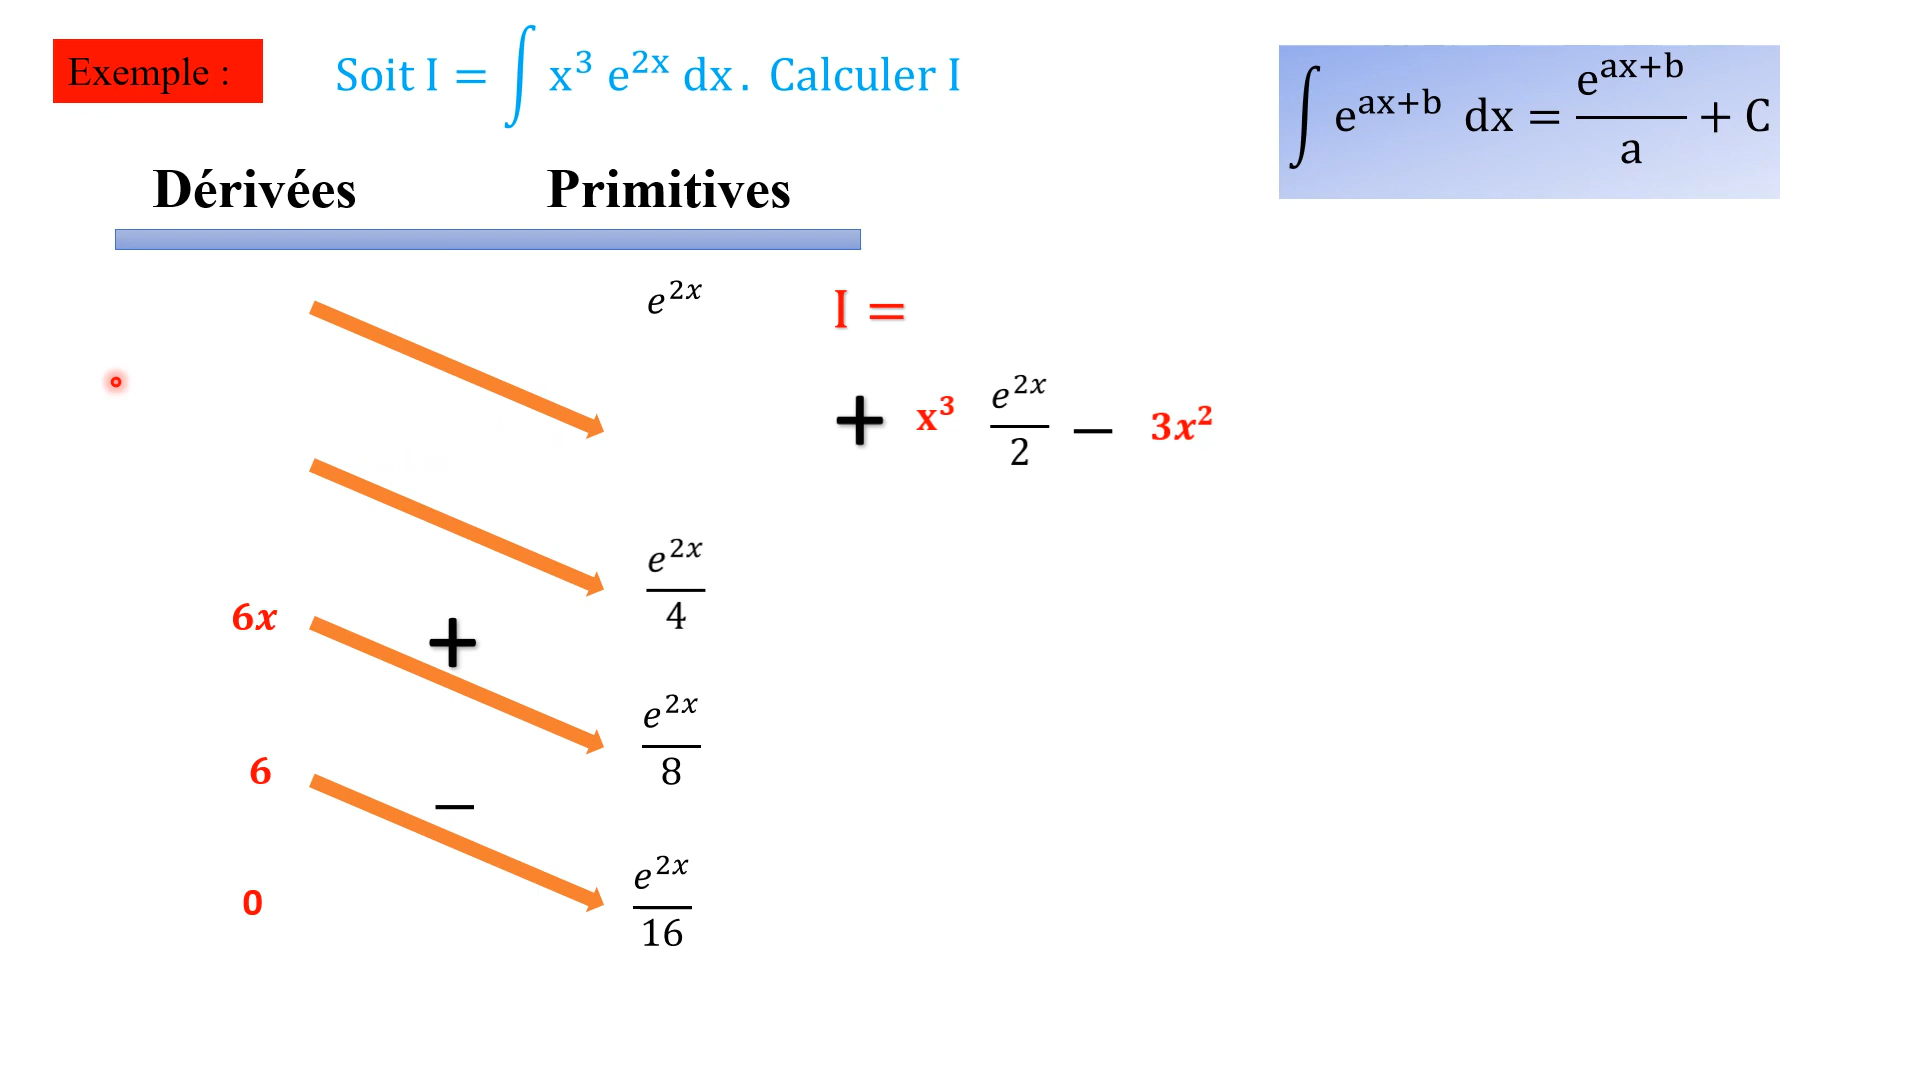 Exemple : Soit I = ∫ x³ e²ˣ dx . Calculer I
∫ eᵃˣ⁺ᵇ dx = eᵃˣ⁺ᵇ / a + C
Dérivées Primitives
e²ˣ
I =
+ x³ e²ˣ / 2 − 3x²
e²ˣ / 4
6x +
e²ˣ / 8
6 −
e²ˣ / 16
0